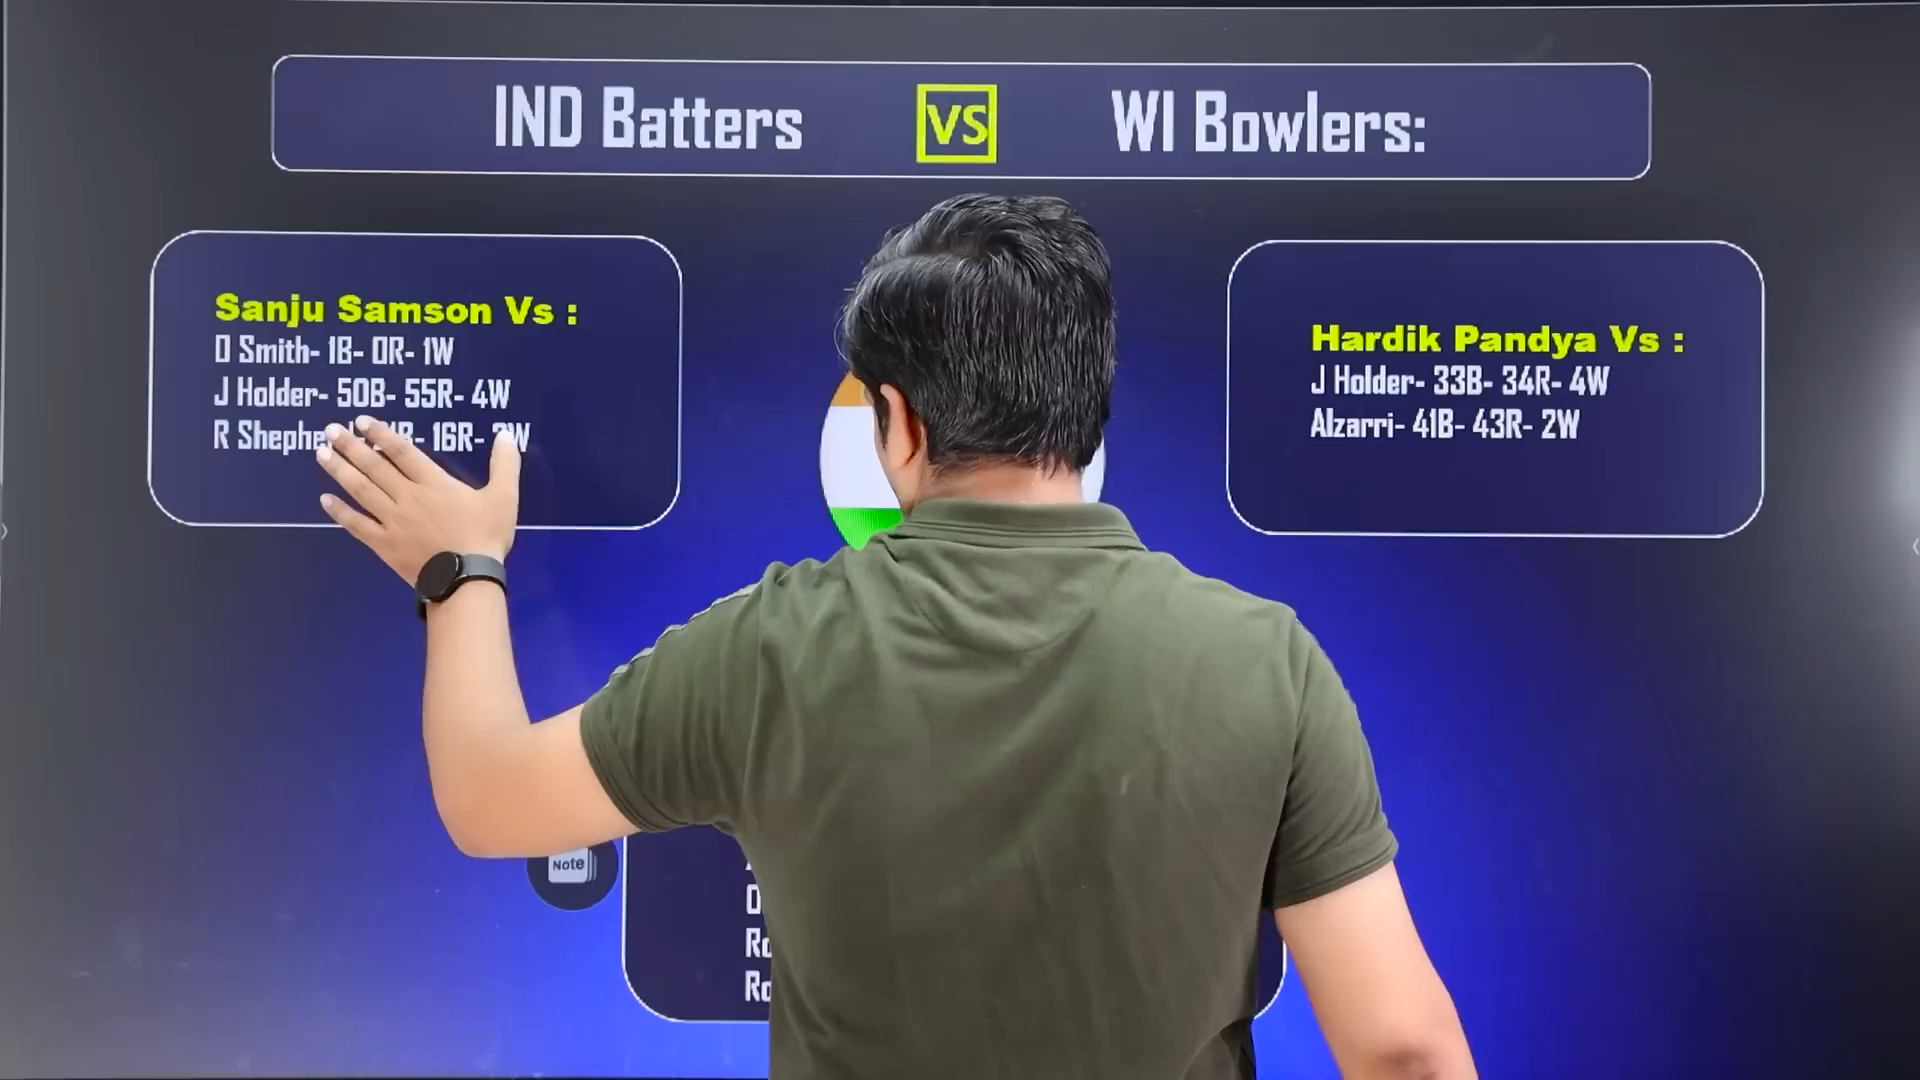 IND Batters VS WI Bowlers:
Sanju Samson Vs :
O Smith- 1B- 0R- 1W
J Holder- 50B- 55R- 4W
R 16R-
Hardik Pandya Vs :
J Holder- 33B- 34R- 4W
Alzarri- 41B- 43R- 2W
Note